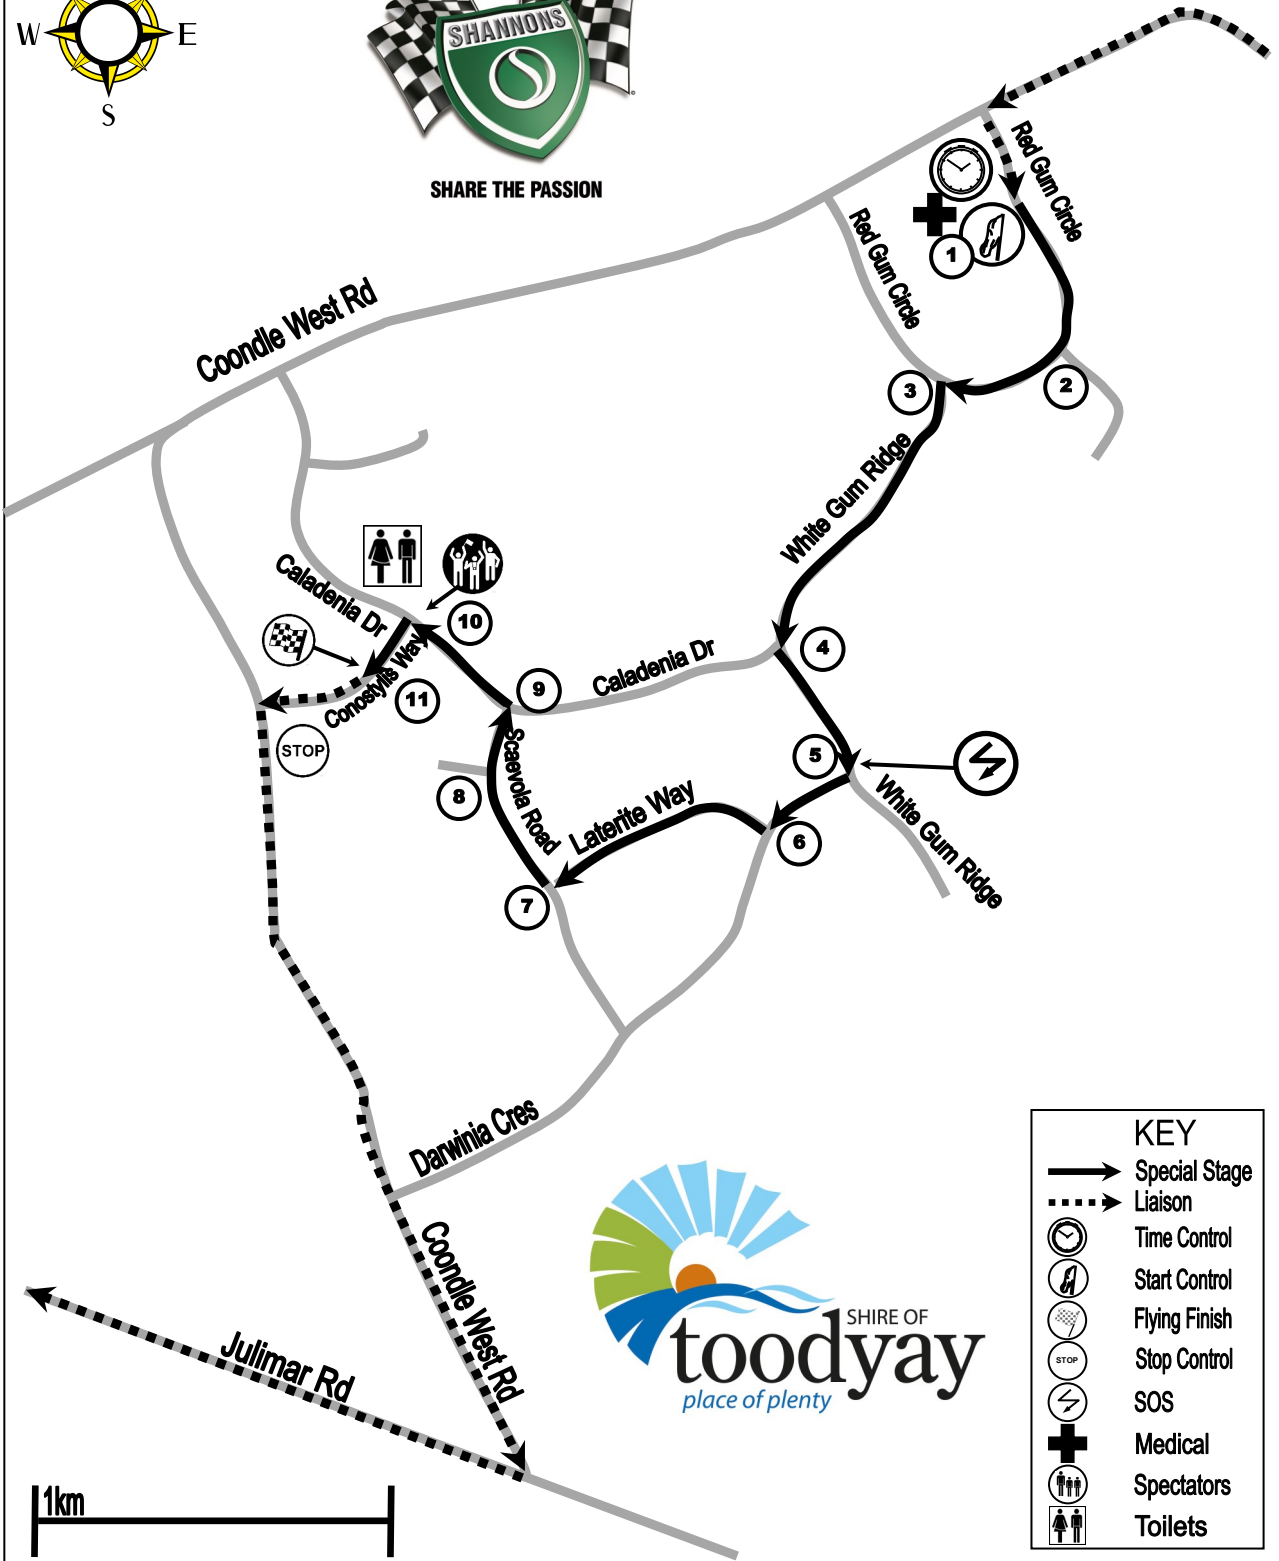 W E
S
SHANNONS
SHARE THE PASSION
Red Gum Circle
Red Gum Circle
1
2
3
Coondle West Rd
White Gum Ridge
Caladenia Dr
10
4
Caladenia Dr
Conostylis Way
11
9
STOP
5
Scaevola Road
8
Laterite Way
White Gum Ridge
6
7
Darwinia Cres
Coondle West Rd
Julimar Rd
1km
SHIRE OF
toodyay
place of plenty
KEY
Special Stage
Liaison
Time Control
Start Control
Flying Finish
STOP Stop Control
SOS
Medical
Spectators
Toilets